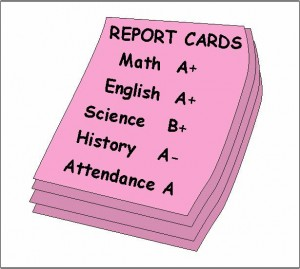 REPORT CARDS
Math A+
English A+
Science B+
History A-
Attendance A